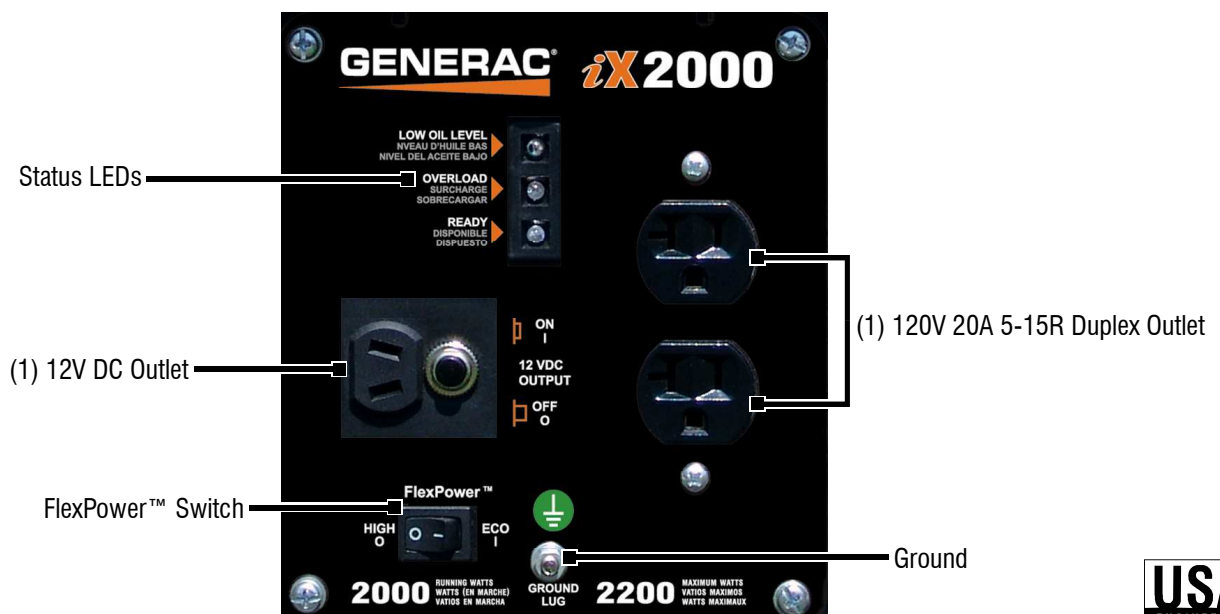 GENERAC®
iX2000
LOW OIL LEVEL
NVEAU D'HUILE BAS
NIVEL DEL ACEITE BAJO
Status LEDs
OVERLOAD
SURCHARGE
SOBRECARGAR
READY
DISPONIBLE
DISPUESTO
(1) 120V 20A 5-15R Duplex Outlet
ON
I
(1) 12V DC Outlet
12 VDC
OUTPUT
OFF
O
FlexPower™ Switch
FlexPower™
HIGH
O
O –
ECO
I
Ground
2000
RUNNING WATTS
WATTS (EN MARCHE)
VATIOS EN MARCHA
GROUND
LUG
2200
MAXIMUM WATTS
VATIOS MAXIMOS
WATTS MAXIMAUX
USA